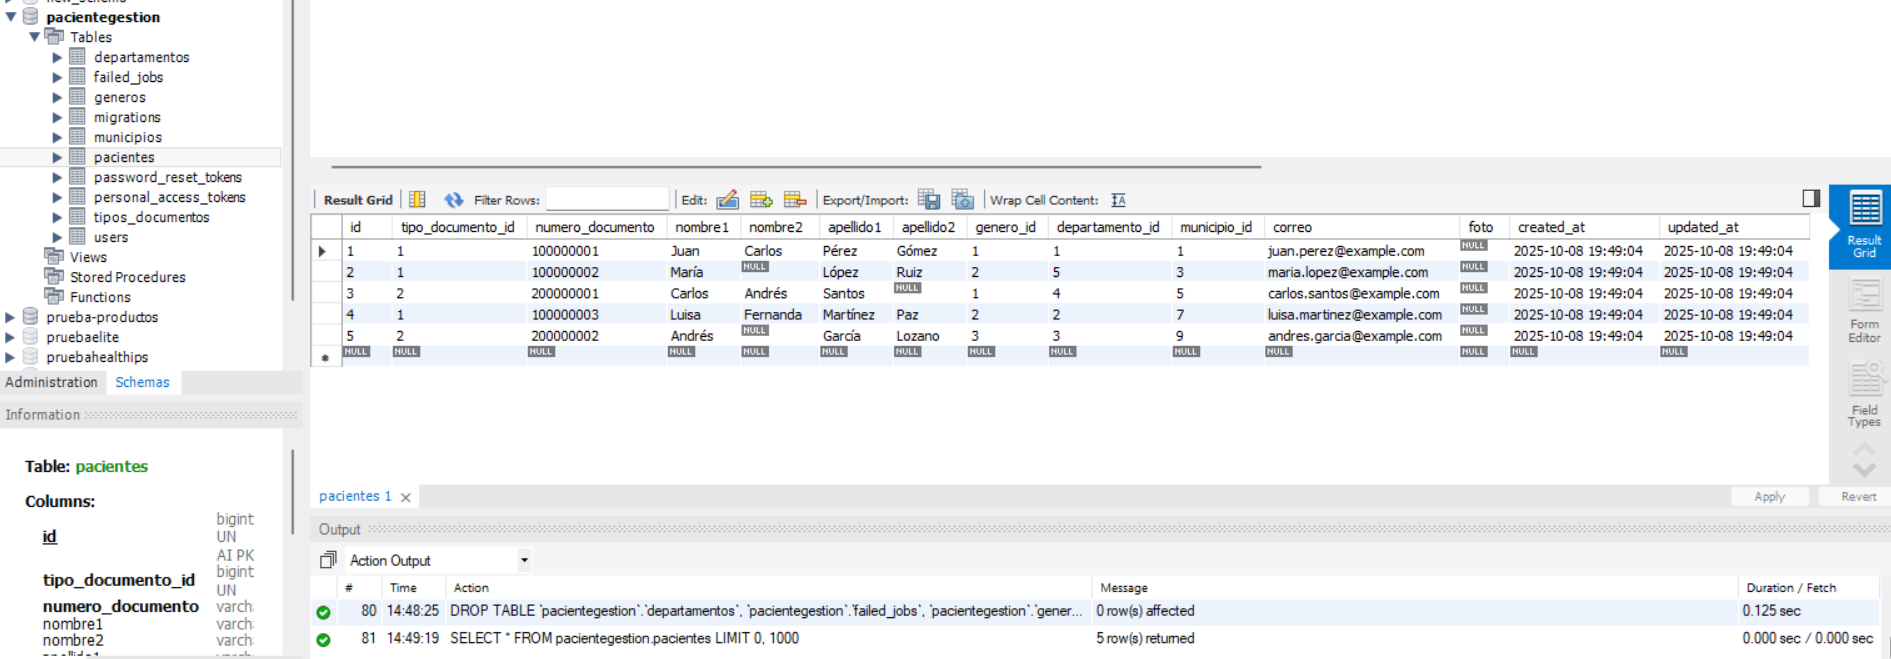 pacientegestion
Tables
departamentos
failed_jobs
generos
migrations
municipios
pacientes
password_reset_tokens
personal_access_tokens
tipos_documentos
users
Views
Stored Procedures
Functions
prueba-productos
pruebaelite
pruebahealthips
Administration Schemas
Information
Table: pacientes
Columns:
id bigint UN AI PK
tipo_documento_id bigint UN
numero_documento varch
nombre1 varch
nombre2 varch
Result Grid Filter Rows: Edit: Export/Import: Wrap Cell Content:
id tipo_documento_id numero_documento nombre1 nombre2 apellido1 apellido2 genero_id departamento_id municipio_id correo foto created_at updated_at
1 1 100000001 Juan Carlos Pérez Gómez 1 1 1 juan.perez@example.com NULL 2025-10-08 19:49:04 2025-10-08 19:49:04
2 1 100000002 María NULL López Ruiz 2 5 3 maria.lopez@example.com NULL 2025-10-08 19:49:04 2025-10-08 19:49:04
3 2 200000001 Carlos Andrés Santos NULL 1 4 5 carlos.santos@example.com NULL 2025-10-08 19:49:04 2025-10-08 19:49:04
4 1 100000003 Luisa Fernanda Martínez Paz 2 2 7 luisa.martinez@example.com NULL 2025-10-08 19:49:04 2025-10-08 19:49:04
5 2 200000002 Andrés NULL García Lozano 3 3 9 andres.garcia@example.com NULL 2025-10-08 19:49:04 2025-10-08 19:49:04
NULL NULL NULL NULL NULL NULL NULL NULL NULL NULL NULL NULL NULL NULL
Result Grid
Form Editor
Field Types
pacientes 1
Apply Revert
Output
Action Output
# Time Action Message Duration / Fetch
80 14:48:25 DROP TABLE `pacientegestion`.`departamentos`, `pacientegestion`.`failed_jobs`, `pacientegestion`.`gener... 0 row(s) affected 0.125 sec
81 14:49:19 SELECT * FROM pacientegestion.pacientes LIMIT 0, 1000 5 row(s) returned 0.000 sec / 0.000 sec